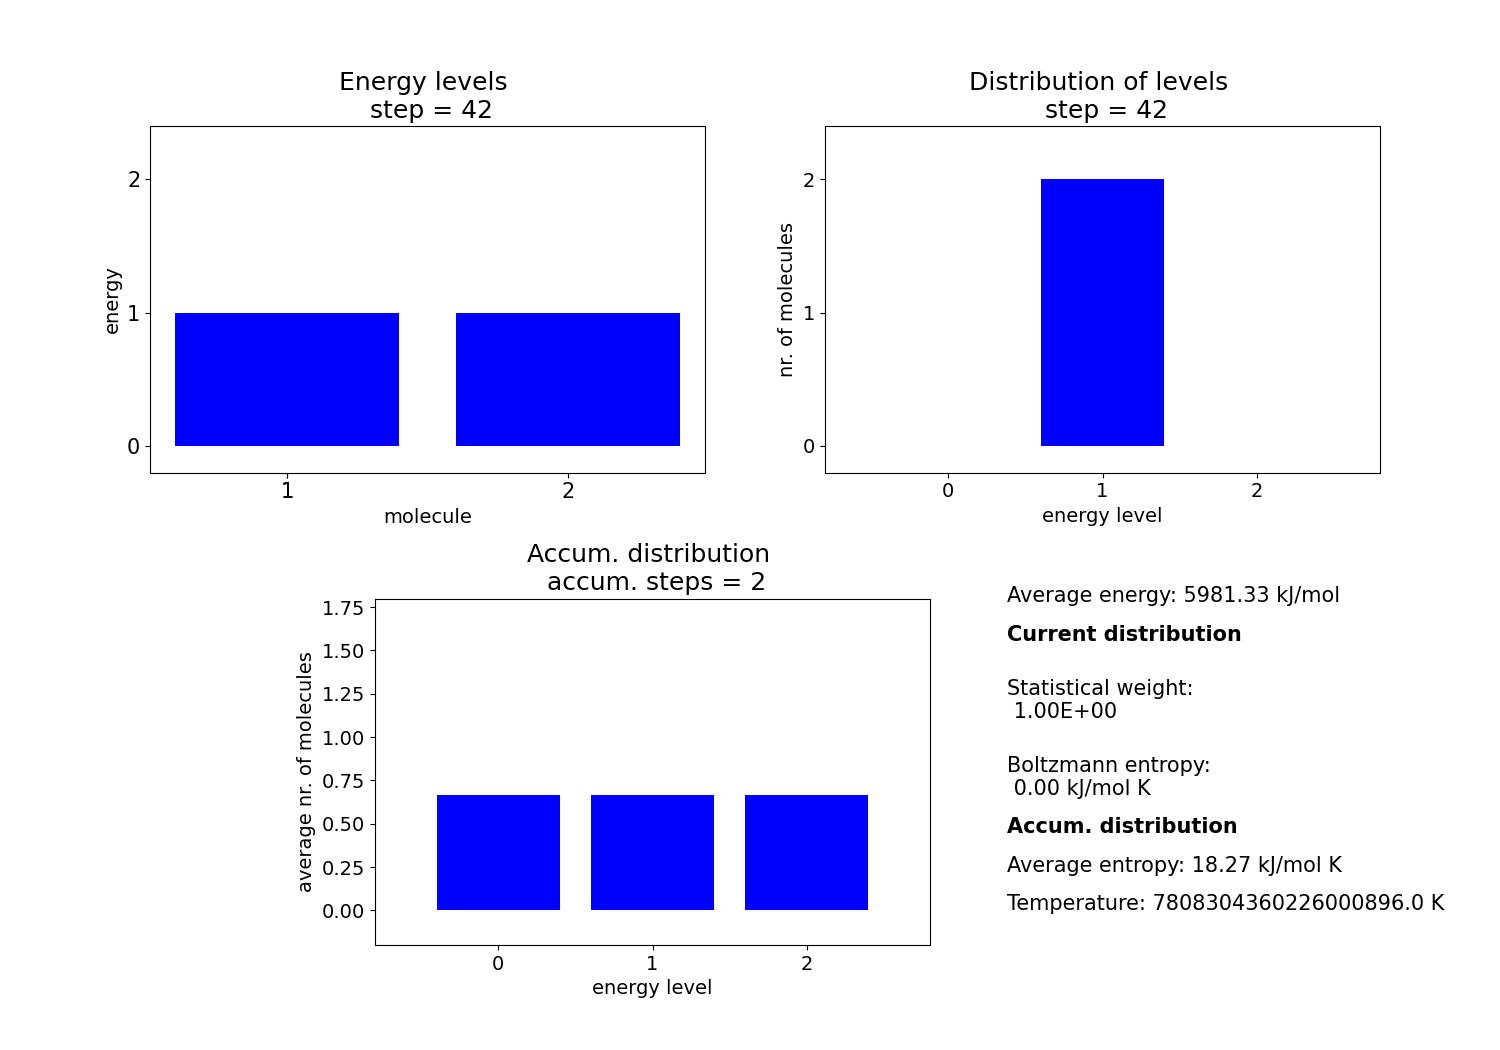 Energy levels
step = 42
2
1
0
energy
1
2
molecule
Distribution of levels
step = 42
2
1
0
nr. of molecules
0
1
2
energy level
Accum. distribution
accum. steps = 2
1.75
1.50
1.25
1.00
0.75
0.50
0.25
0.00
average nr. of molecules
0
1
2
energy level
Average energy: 5981.33 kJ/mol
Current distribution
Statistical weight:
1.00E+00
Boltzmann entropy:
0.00 kJ/mol K
Accum. distribution
Average entropy: 18.27 kJ/mol K
Temperature: 7808304360226000896.0 K